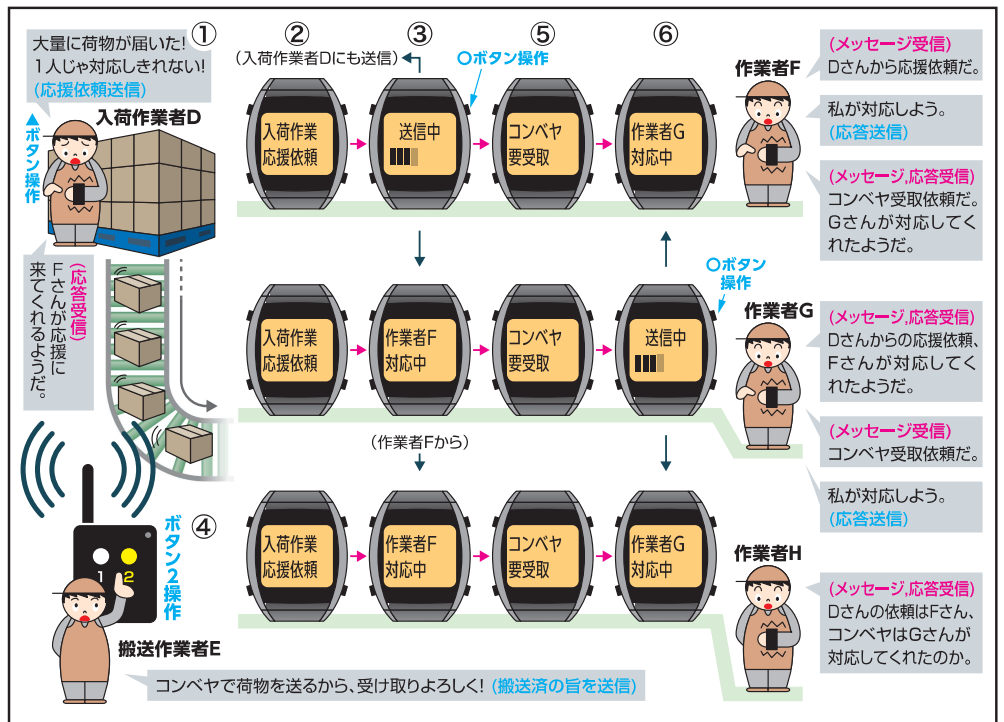 ①
大量に荷物が届いた!
1人じゃ対応しきれない!
(応援依頼送信)
入荷作業者D
▲ボタン操作
(応答受信)
Fさんが応援に
来てくれるようだ。
②
③
⑤
⑥
(入荷作業者Dにも送信)
〇ボタン操作
入荷作業
応援依頼
送信中
コンベヤ
要受取
作業者G
対応中
作業者F
(メッセージ受信)
Dさんから応援依頼だ。
私が対応しよう。
(応答送信)
(メッセージ,応答受信)
コンベヤ受取依頼だ。
Gさんが対応してく
れたようだ。
〇ボタン
操作
入荷作業
応援依頼
作業者F
対応中
コンベヤ
要受取
送信中
作業者G
(メッセージ,応答受信)
Dさんからの応援依頼、
Fさんが対応してく
れたようだ。
(メッセージ受信)
コンベヤ受取依頼だ。
私が対応しよう。
(応答送信)
(作業者Fから)
入荷作業
応援依頼
作業者F
対応中
コンベヤ
要受取
作業者G
対応中
作業者H
(メッセージ,応答受信)
Dさんの依頼はFさん、
コンベヤはGさんが
対応してくれたのか。
④
ボタン2操作
1
2
搬送作業者E
コンベヤで荷物を送るから、受け取りよろしく! (搬送済の旨を送信)